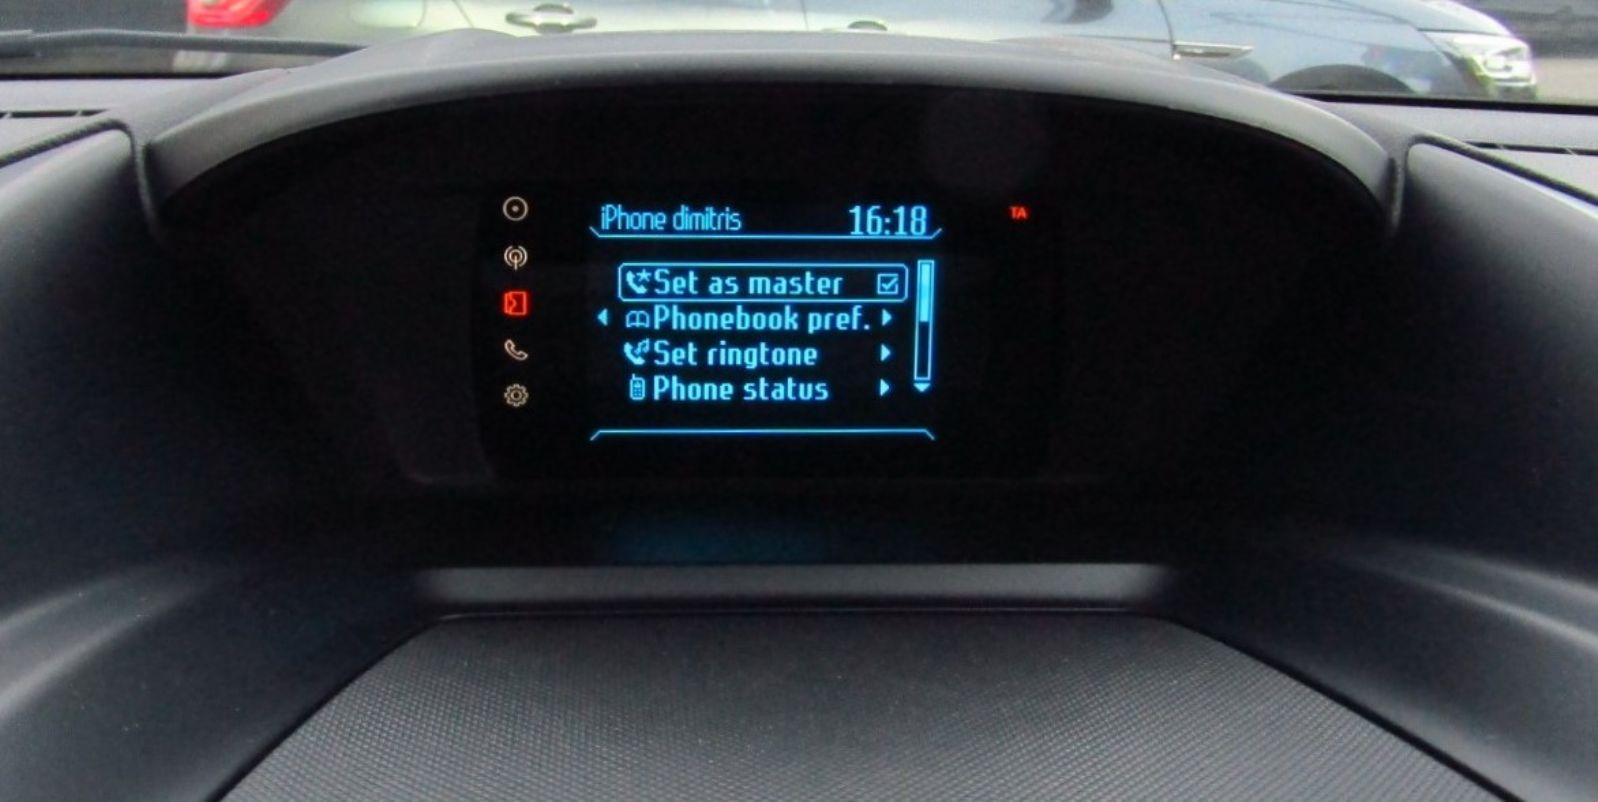 iPhone dimitris 16:18 TA
Set as master
Phonebook pref.
Set ringtone
Phone status